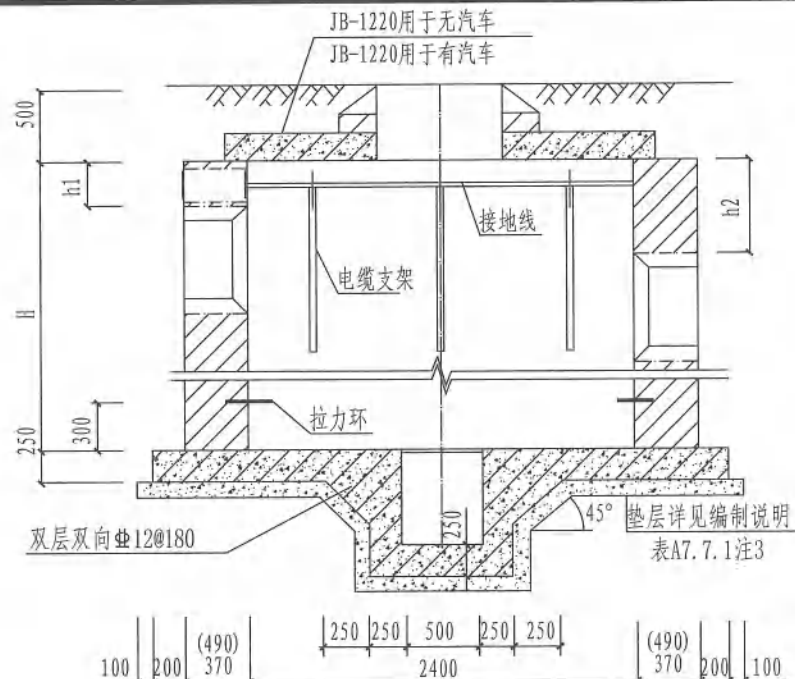 JB-1220用于无汽车
JB-1220用于有汽车
500
h1
h2
接地线
电缆支架
H
300
拉力环
250
250
45°
双层双向⌽12@180
垫层详见编制说明
表A7.7.1注3
250 250 500 250 250
(490) (490)
100 200 370 2400 370 200 100